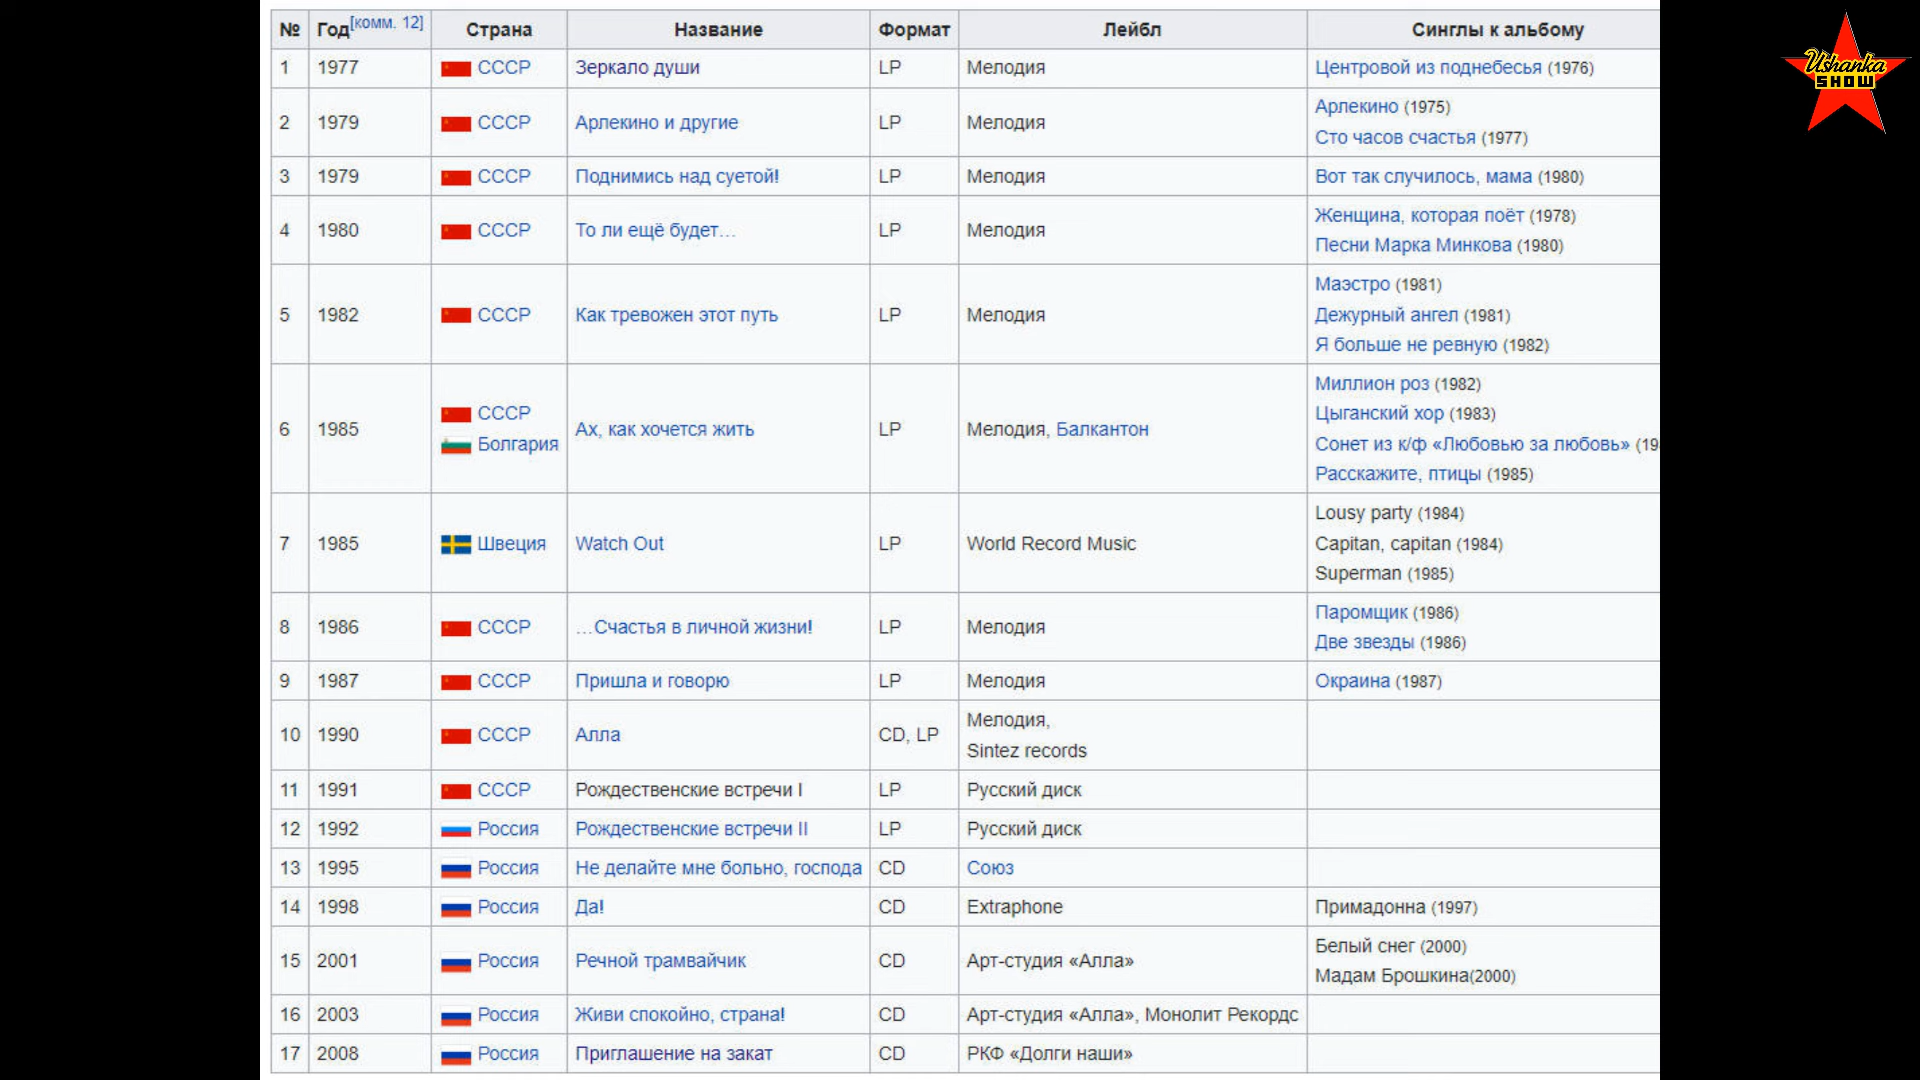 № Год[комм. 12] Страна Название Формат Лейбл Синглы к альбому
1 1977 СССР Зеркало души LP Мелодия Центровой из поднебесья (1976)
2 1979 СССР Арлекино и другие LP Мелодия Арлекино (1975)
Сто часов счастья (1977)
3 1979 СССР Поднимись над суетой! LP Мелодия Вот так случилось, мама (1980)
4 1980 СССР То ли ещё будет… LP Мелодия Женщина, которая поёт (1978)
Песни Марка Минкова (1980)
5 1982 СССР Как тревожен этот путь LP Мелодия Маэстро (1981)
Дежурный ангел (1981)
Я больше не ревную (1982)
6 1985 СССР
Болгария
Ах, как хочется жить LP Мелодия, Балкантон Миллион роз (1982)
Цыганский хор (1983)
Сонет из к/ф «Любовью за любовь» (19
Расскажите, птицы (1985)
7 1985 Швеция Watch Out LP World Record Music Lousy party (1984)
Capitan, capitan (1984)
Superman (1985)
8 1986 СССР …Счастья в личной жизни! LP Мелодия Паромщик (1986)
Две звезды (1986)
9 1987 СССР Пришла и говорю LP Мелодия Окраина (1987)
10 1990 СССР Алла CD, LP Мелодия,
Sintez records
11 1991 СССР Рождественские встречи I LP Русский диск
12 1992 Россия Рождественские встречи II LP Русский диск
13 1995 Россия Не делайте мне больно, господа CD Союз
14 1998 Россия Да! CD Extraphone Примадонна (1997)
15 2001 Россия Речной трамвайчик CD Арт-студия «Алла» Белый снег (2000)
Мадам Брошкина(2000)
16 2003 Россия Живи спокойно, страна! CD Арт-студия «Алла», Монолит Рекордс
17 2008 Россия Приглашение на закат CD РКФ «Долги наши»
Ushanka
SHOW